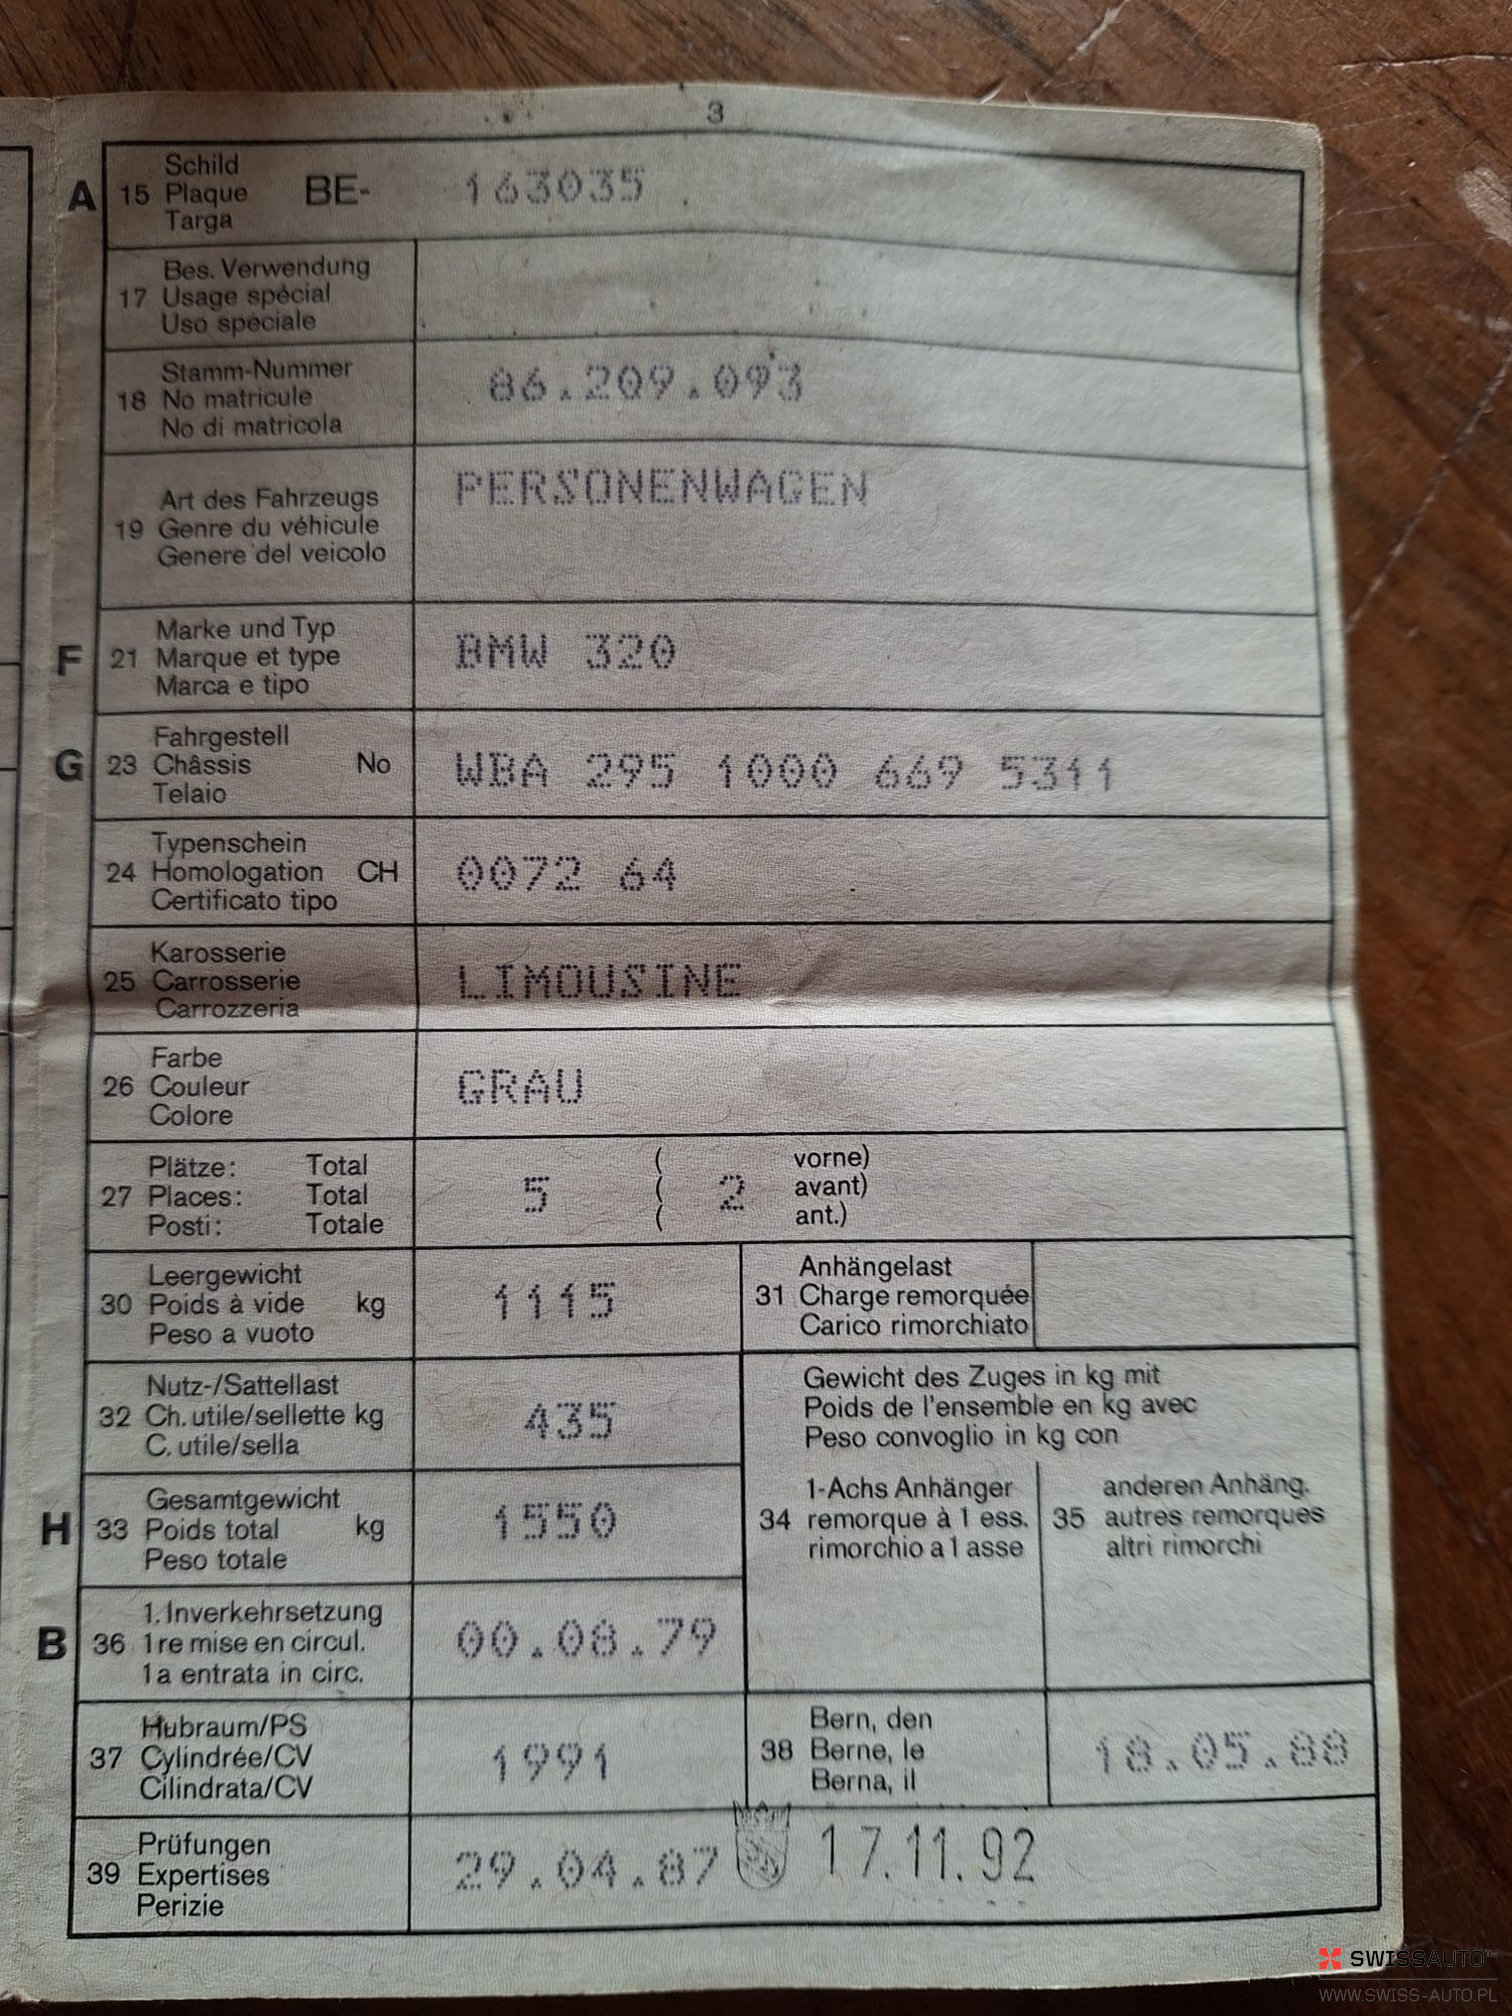 3
A
Schild
15 Plaque BE- 163035
Targa
Bes. Verwendung
17 Usage spécial
Uso speciale
Stamm-Nummer
18 No matricule 86.209.093
No di matricola
Art des Fahrzeugs PERSONENWAGEN
19 Genre du véhicule
Genere del veicolo
F
Marke und Typ
21 Marque et type BMW 320
Marca e tipo
G
Fahrgestell
23 Châssis No WBA 295 1000 669 5311
Telaio
Typenschein
24 Homologation CH 0072 64
Certificato tipo
Karosserie
25 Carrosserie LIMOUSINE
Carrozzeria
Farbe
26 Couleur GRAU
Colore
Plätze: Total ( vorne)
27 Places: Total 5 ( 2 avant)
Posti: Totale ( ant.)
Leergewicht
30 Poids à vide kg 1115
Peso a vuoto
Anhängelast
31 Charge remorquée
Carico rimorchiato
Nutz-/Sattellast
32 Ch. utile/sellette kg 435
C. utile/sella
Gewicht des Zuges in kg mit
Poids de l'ensemble en kg avec
Peso convoglio in kg con
H
Gesamtgewicht
33 Poids total kg 1550
Peso totale
1-Achs Anhänger
34 remorque à 1 ess.
rimorchio a 1 asse
anderen Anhäng.
35 autres remorques
altri rimorchi
B
1. Inverkehrsetzung
36 1re mise en circul. 00.08.79
1a entrata in circ.
Hubraum/PS
37 Cylindrée/CV 1991
Cilindrata/CV
Bern, den
38 Berne, le 18.05.88
Berna, il
Prüfungen
39 Expertises 29.04.87 17.11.92
Perizie
SWISSAUTO™
WWW.SWISS-AUTO.PL